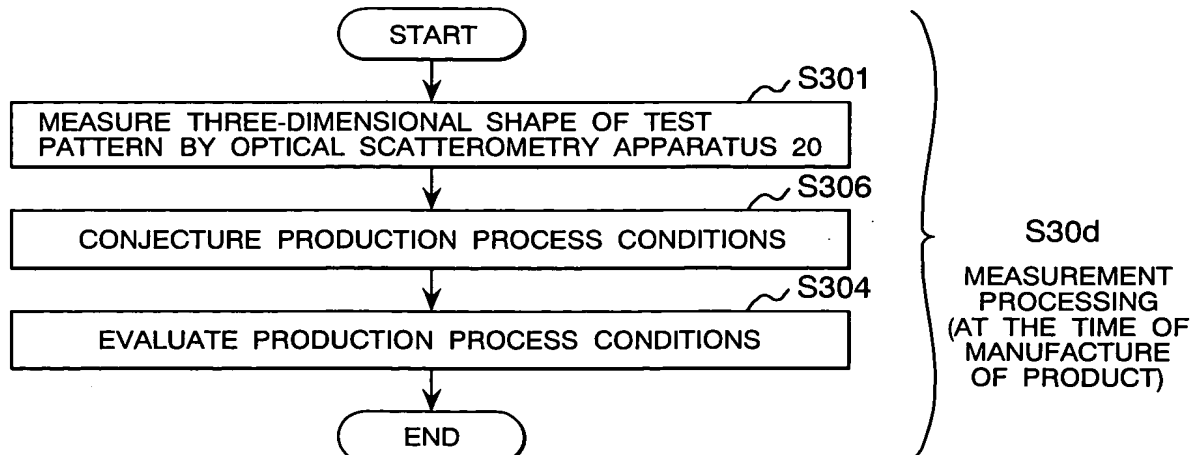 START
S301
MEASURE THREE-DIMENSIONAL SHAPE OF TEST
PATTERN BY OPTICAL SCATTEROMETRY APPARATUS 20
S306
CONJECTURE PRODUCTION PROCESS CONDITIONS
S304
EVALUATE PRODUCTION PROCESS CONDITIONS
END
S30d
MEASUREMENT
PROCESSING
(AT THE TIME OF
MANUFACTURE
OF PRODUCT)